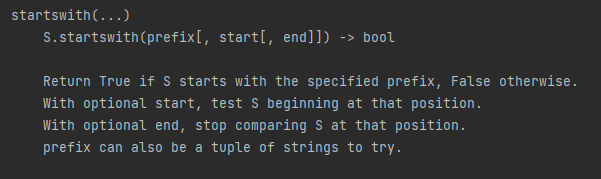 startswith(...)
S.startswith(prefix[, start[, end]]) -> bool
Return True if S starts with the specified prefix, False otherwise.
With optional start, test S beginning at that position.
With optional end, stop comparing S at that position.
prefix can also be a tuple of strings to try.